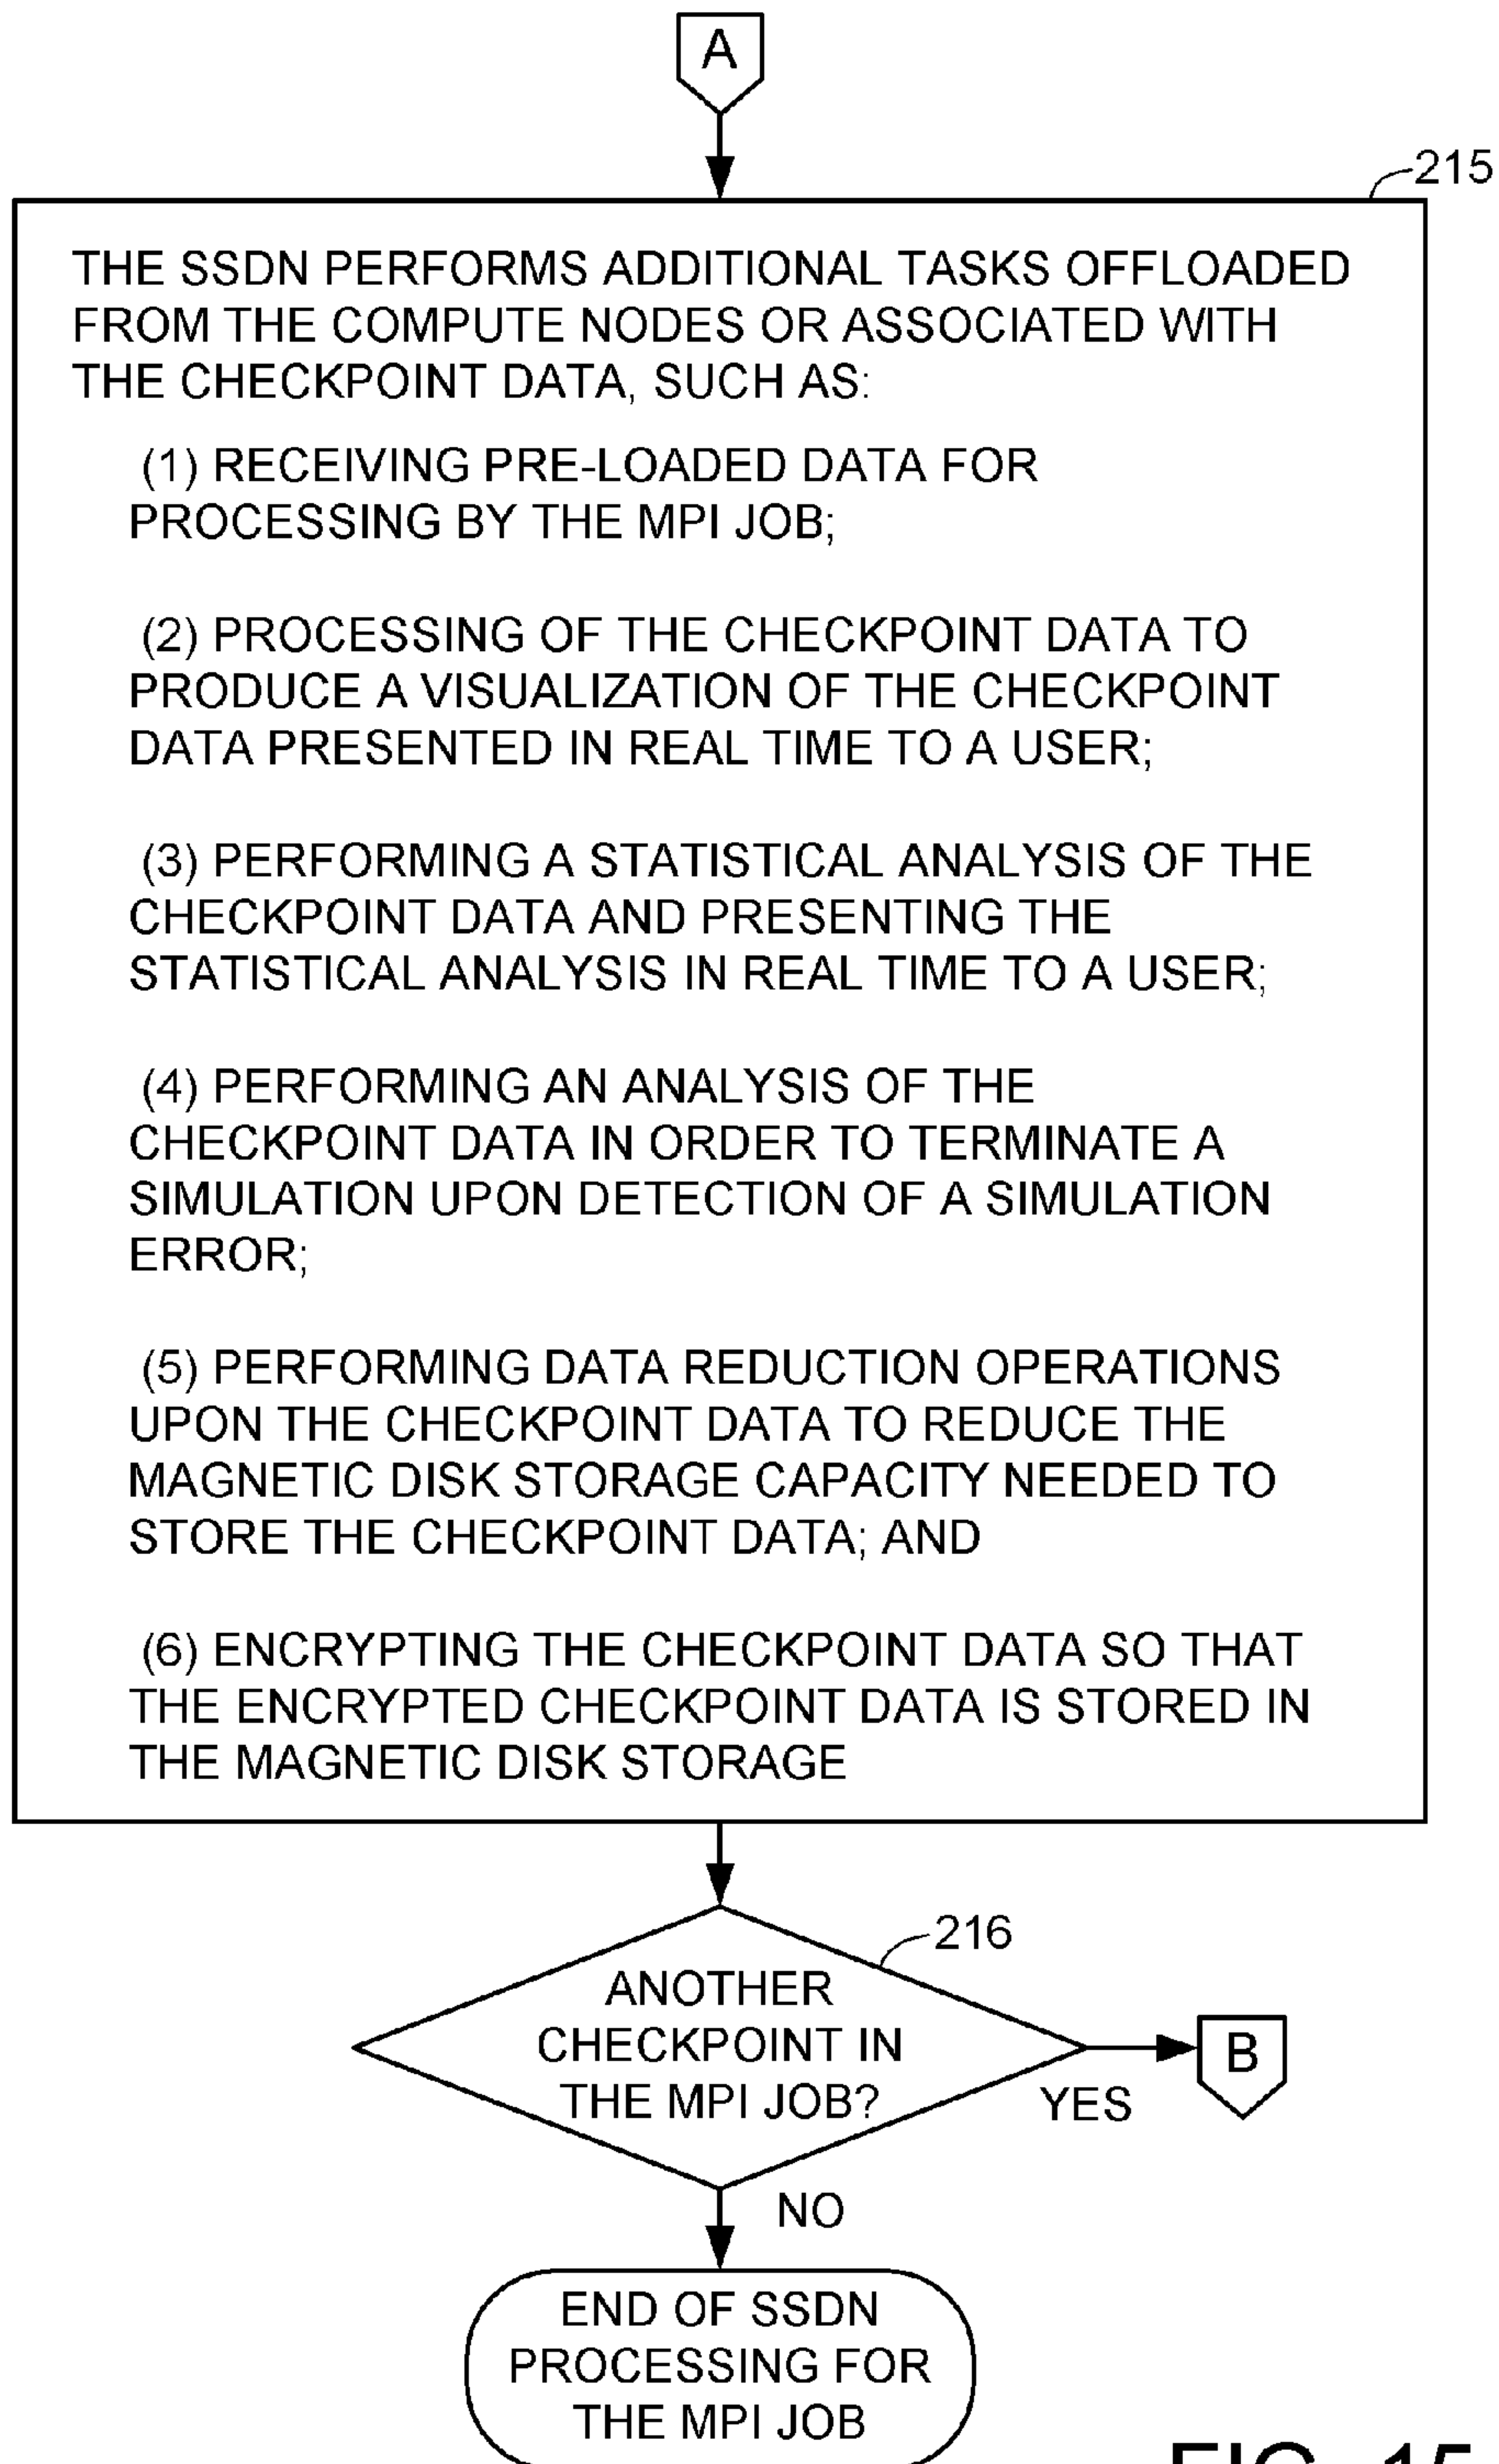 A
215
THE SSDN PERFORMS ADDITIONAL TASKS OFFLOADED
FROM THE COMPUTE NODES OR ASSOCIATED WITH
THE CHECKPOINT DATA, SUCH AS:
(1) RECEIVING PRE-LOADED DATA FOR
PROCESSING BY THE MPI JOB;
(2) PROCESSING OF THE CHECKPOINT DATA TO
PRODUCE A VISUALIZATION OF THE CHECKPOINT
DATA PRESENTED IN REAL TIME TO A USER;
(3) PERFORMING A STATISTICAL ANALYSIS OF THE
CHECKPOINT DATA AND PRESENTING THE
STATISTICAL ANALYSIS IN REAL TIME TO A USER;
(4) PERFORMING AN ANALYSIS OF THE
CHECKPOINT DATA IN ORDER TO TERMINATE A
SIMULATION UPON DETECTION OF A SIMULATION
ERROR;
(5) PERFORMING DATA REDUCTION OPERATIONS
UPON THE CHECKPOINT DATA TO REDUCE THE
MAGNETIC DISK STORAGE CAPACITY NEEDED TO
STORE THE CHECKPOINT DATA; AND
(6) ENCRYPTING THE CHECKPOINT DATA SO THAT
THE ENCRYPTED CHECKPOINT DATA IS STORED IN
THE MAGNETIC DISK STORAGE
216
ANOTHER
CHECKPOINT IN
THE MPI JOB?
B
YES
NO
END OF SSDN
PROCESSING FOR
THE MPI JOB
FIG. 15